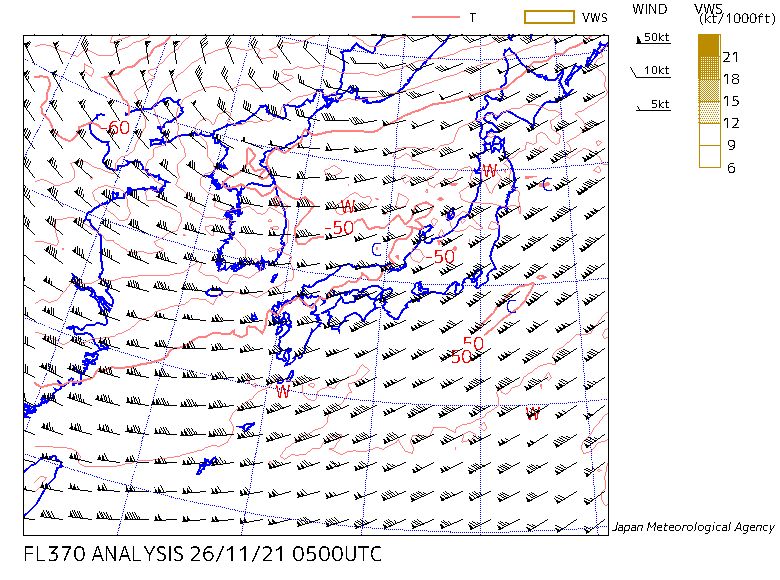 T
VWS
WIND
50kt
10kt
5kt
VWS
(kt/1000ft)
21
18
15
12
9
6
-60
W
C
W
-50
C
-50
C
50
50
W
W
Japan Meteorological Agency
FL370 ANALYSIS 26/11/21 0500UTC